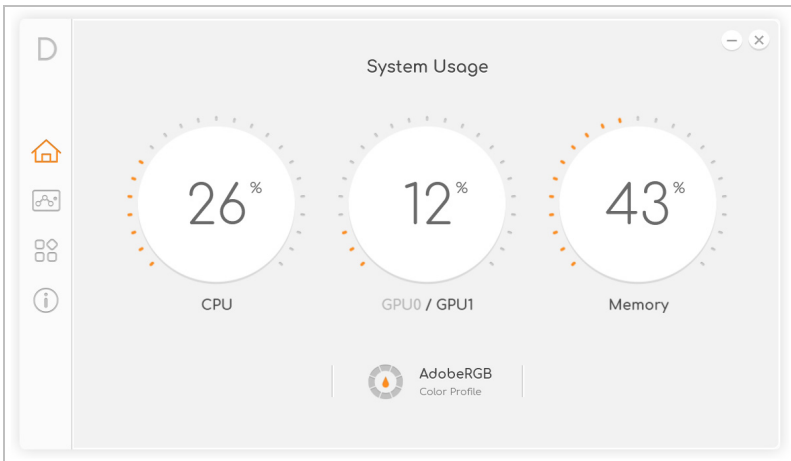 D
System Usage
26%
12%
43%
CPU
GPU0 / GPU1
Memory
AdobeRGB
Color Profile